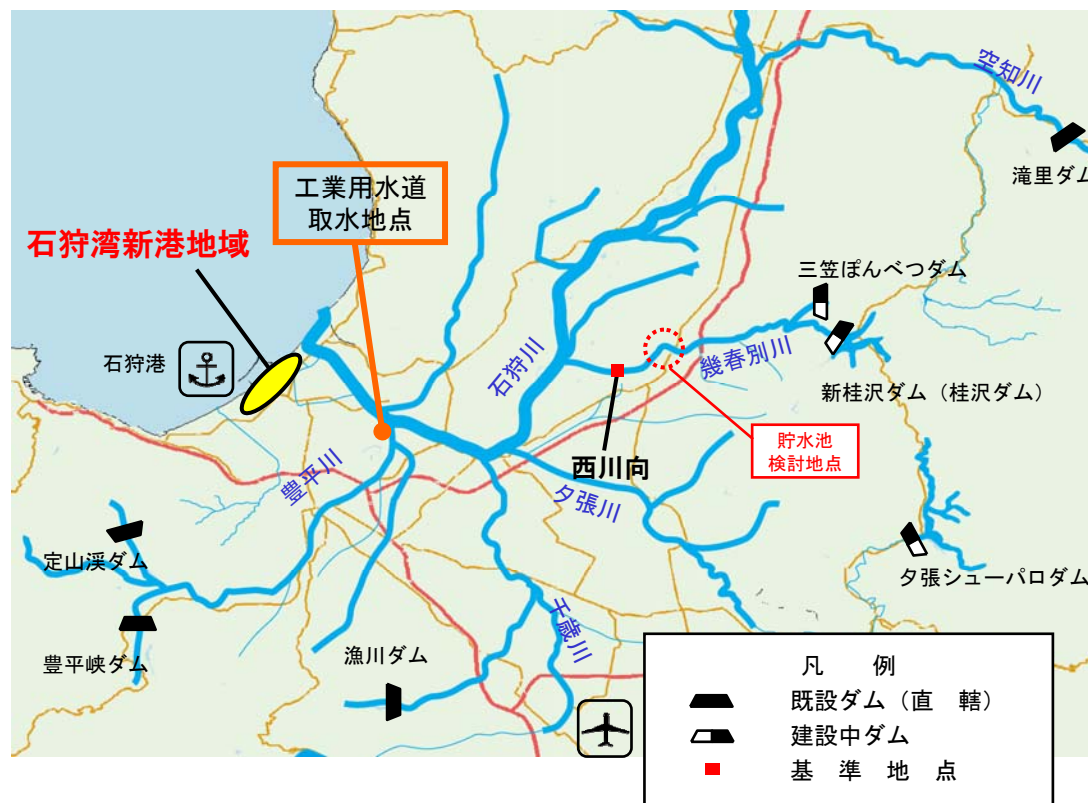 空知川
滝里ダム
工業用水道
取水地点
石狩湾新港地域
三笠ぽんべつダム
石狩港
石狩川
幾春別川
新桂沢ダム（桂沢ダム）
貯水池
検討地点
西川向
豊平川
夕張川
定山渓ダム
夕張シューパロダム
千歳川
豊平峡ダム
漁川ダム
凡　例
既設ダム（直　轄）
建設中ダム
基　準　地　点